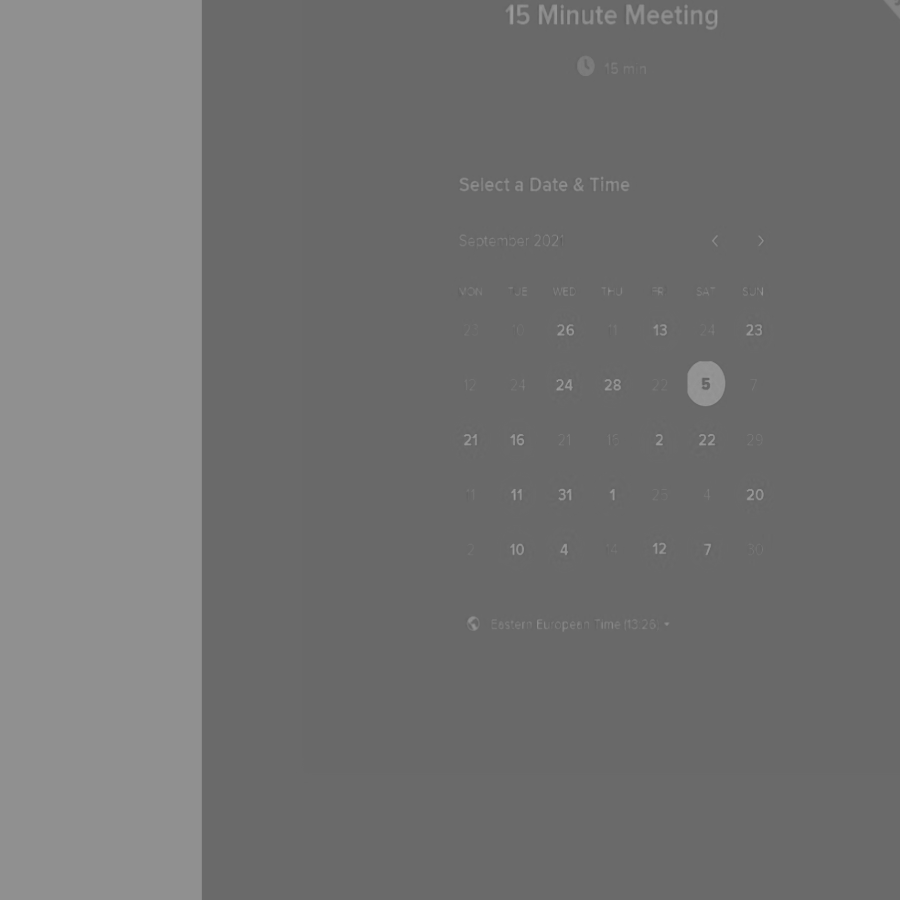 15 Minute Meeting
15 min
Select a Date & Time
September 2021
MON TUE WED THU FRI SAT SUN
23 10 26 11 13 24 23
12 24 24 28 22 5 7
21 16 21 15 2 22 29
11 11 31 1 4 20
2 10 4 14 12 7 30
Eastern European Time (13:26)